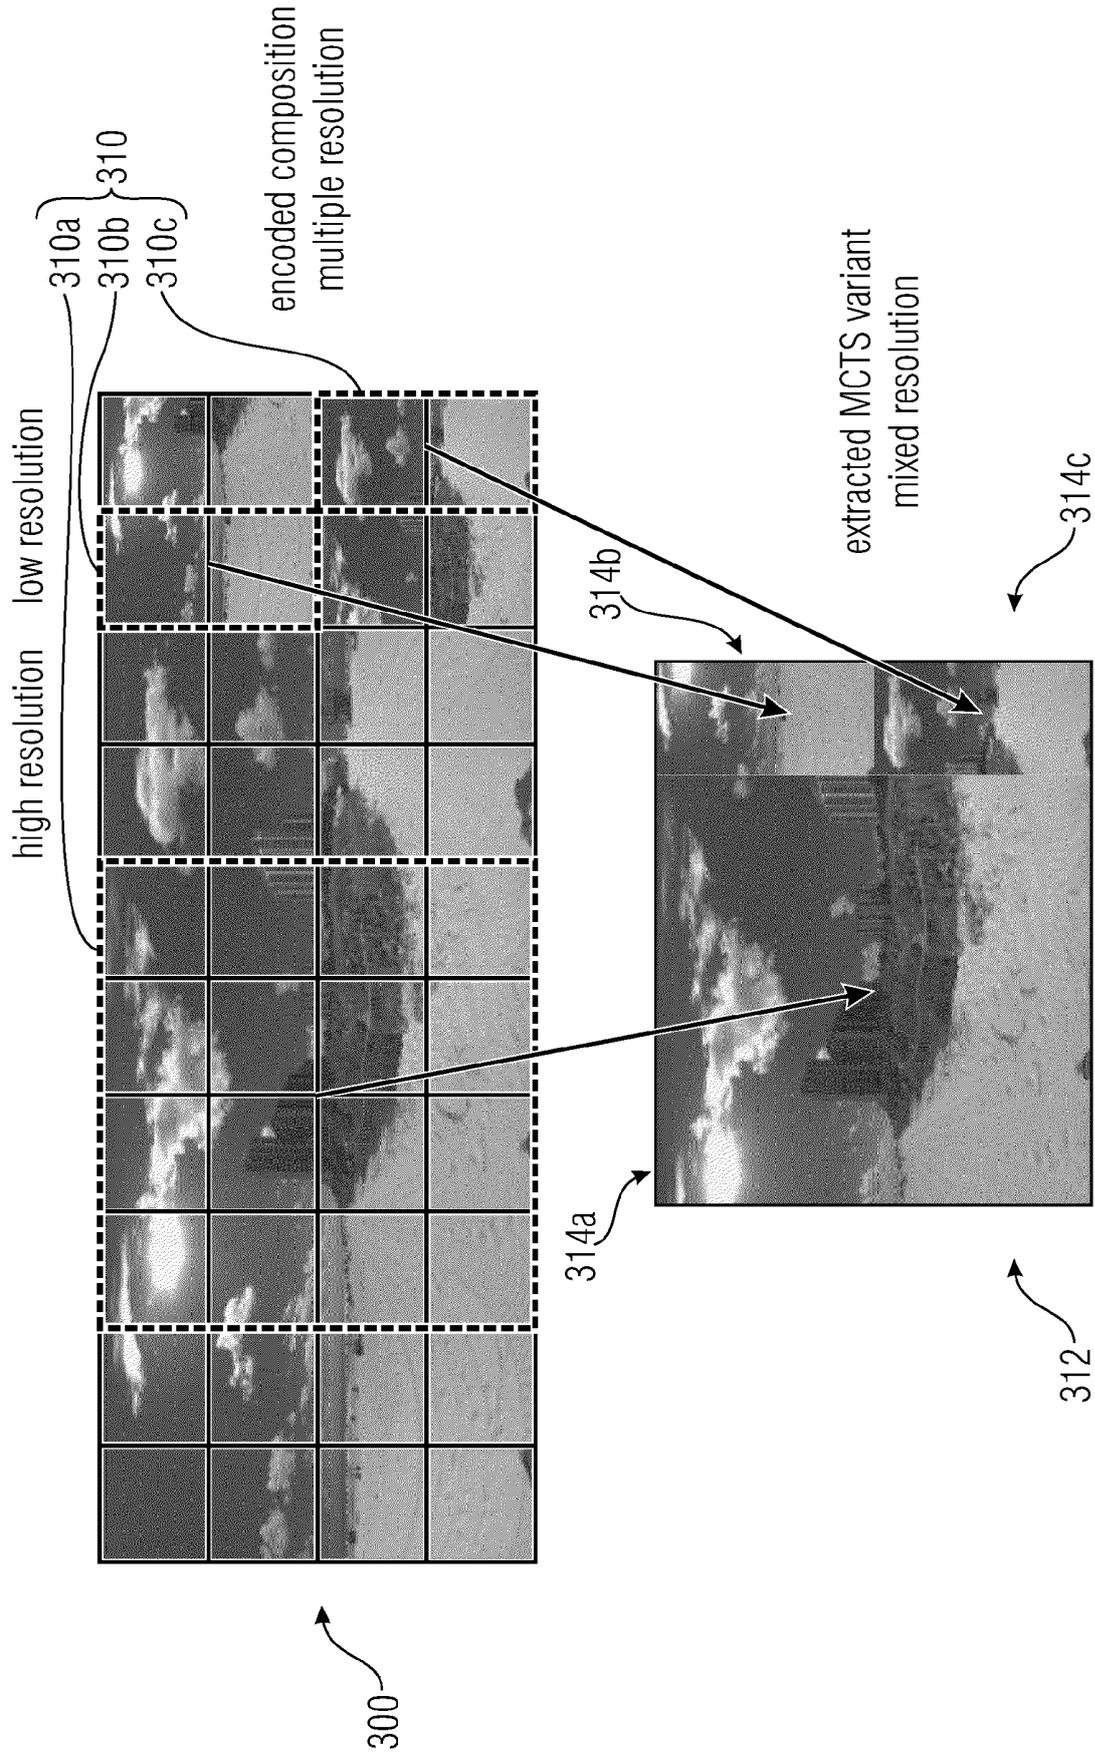 310
310a
310b
310c
high resolution
low resolution
encoded composition
multiple resolution
300
extracted MCTS variant
mixed resolution
314a
314b
314c
312